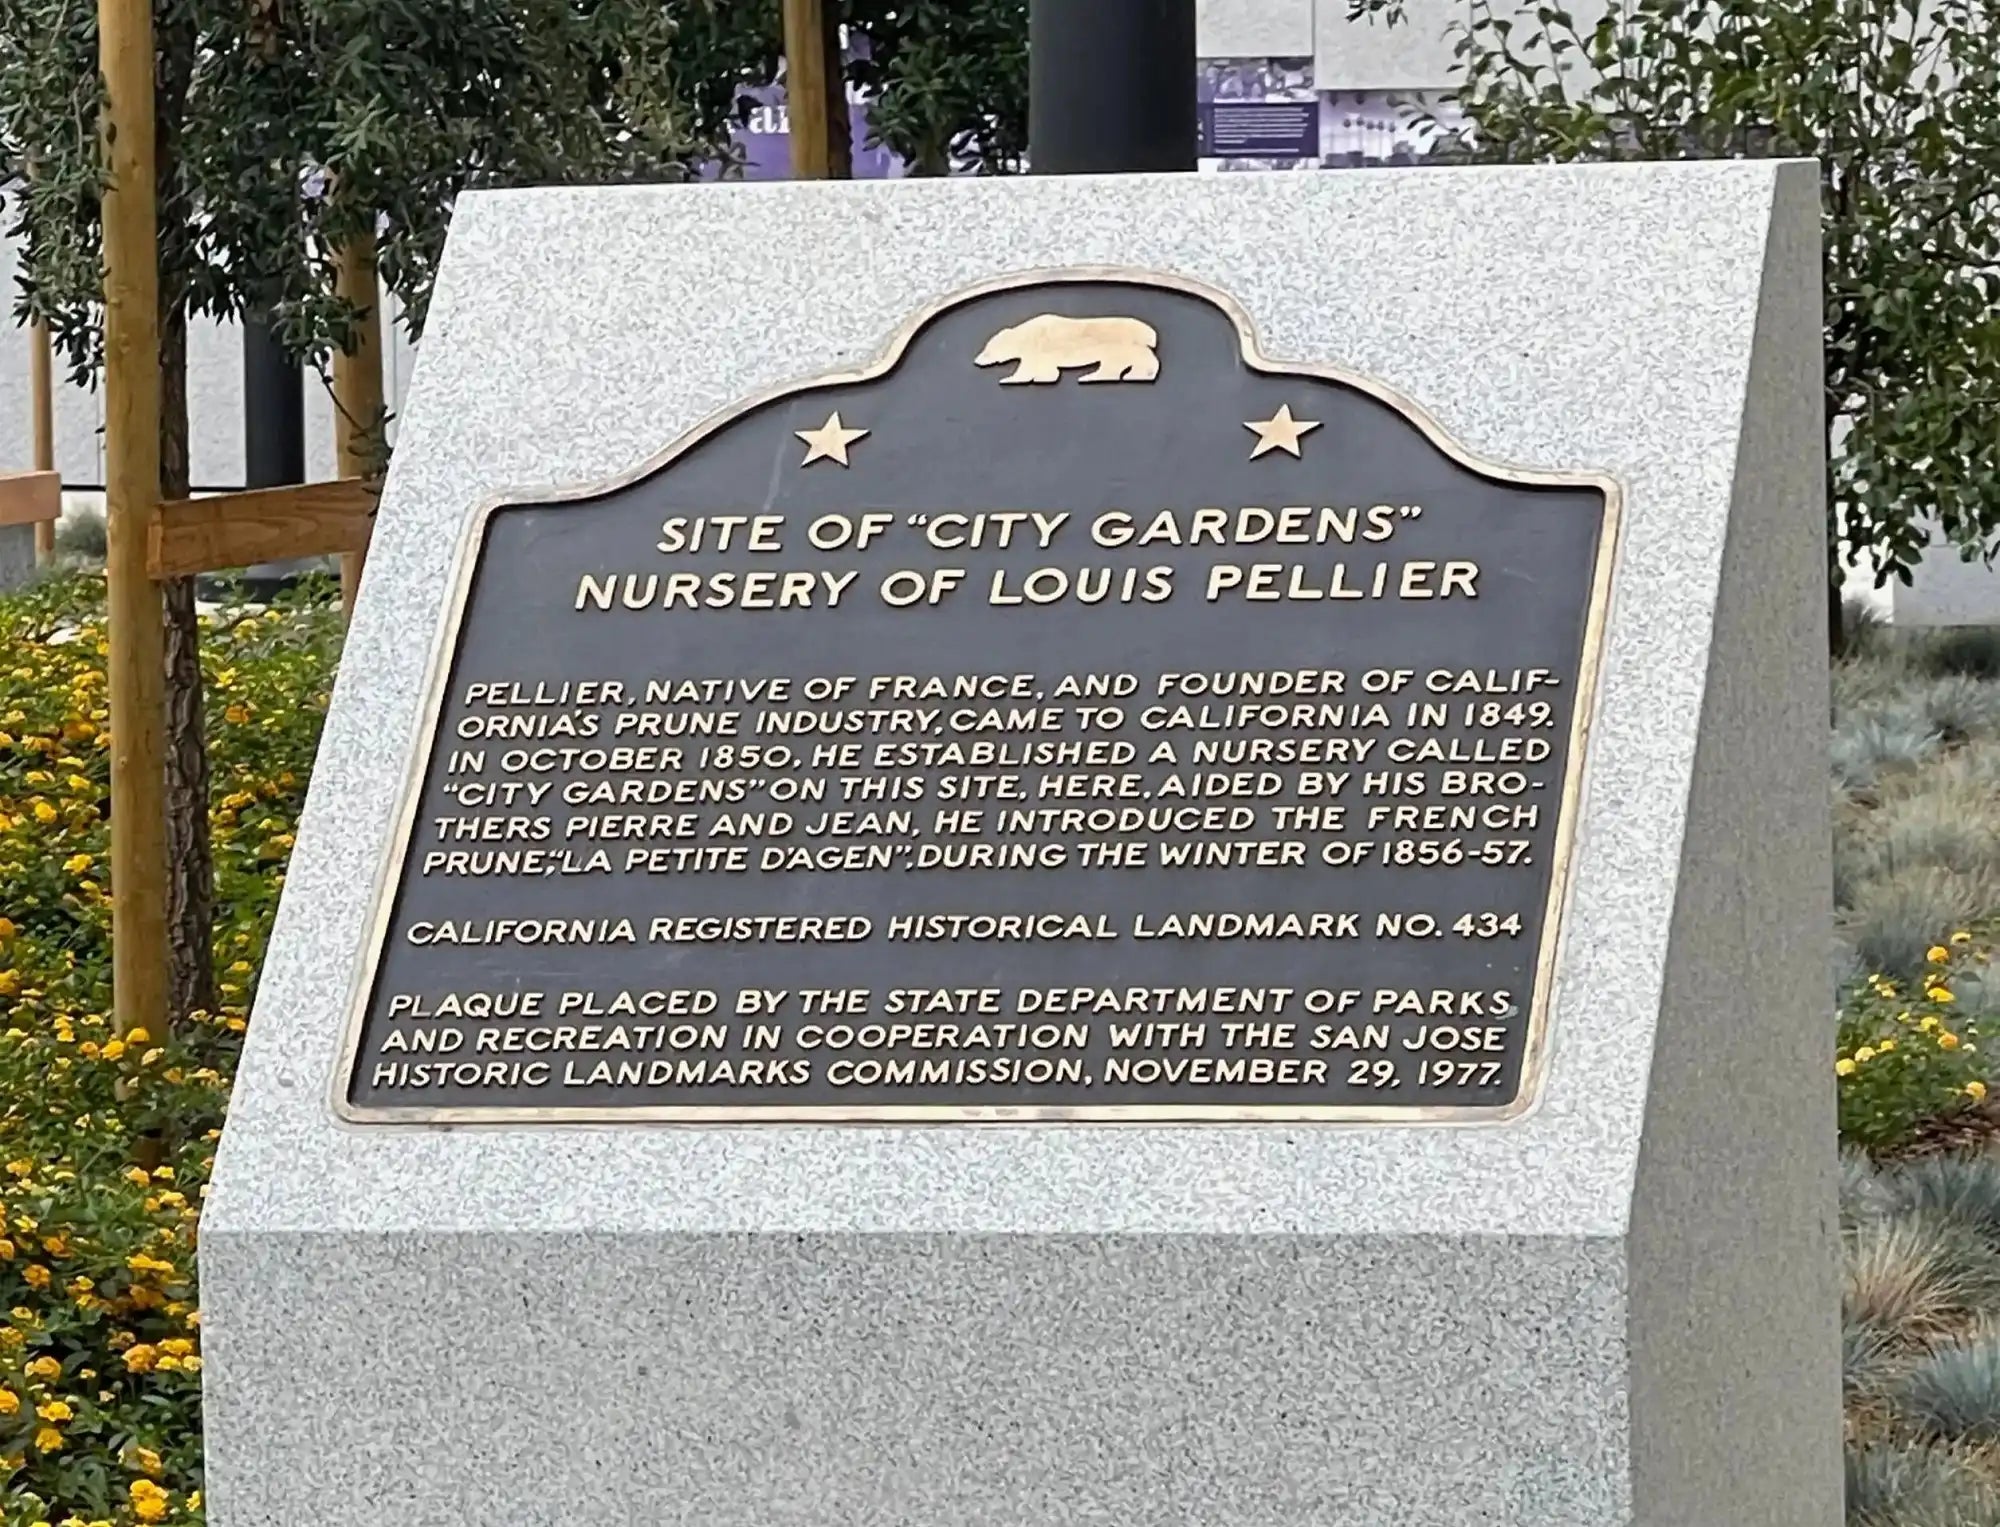 SITE OF "CITY GARDENS"
NURSERY OF LOUIS PELLIER
PELLIER, NATIVE OF FRANCE, AND FOUNDER OF CALIF-
ORNIA'S PRUNE INDUSTRY, CAME TO CALIFORNIA IN 1849.
IN OCTOBER 1850, HE ESTABLISHED A NURSERY CALLED
"CITY GARDENS" ON THIS SITE. HERE, AIDED BY HIS BRO-
THERS PIERRE AND JEAN, HE INTRODUCED THE FRENCH
PRUNE, "LA PETITE D'AGEN", DURING THE WINTER OF 1856-57.
CALIFORNIA REGISTERED HISTORICAL LANDMARK NO. 434
PLAQUE PLACED BY THE STATE DEPARTMENT OF PARKS
AND RECREATION IN COOPERATION WITH THE SAN JOSE
HISTORIC LANDMARKS COMMISSION, NOVEMBER 29, 1977.